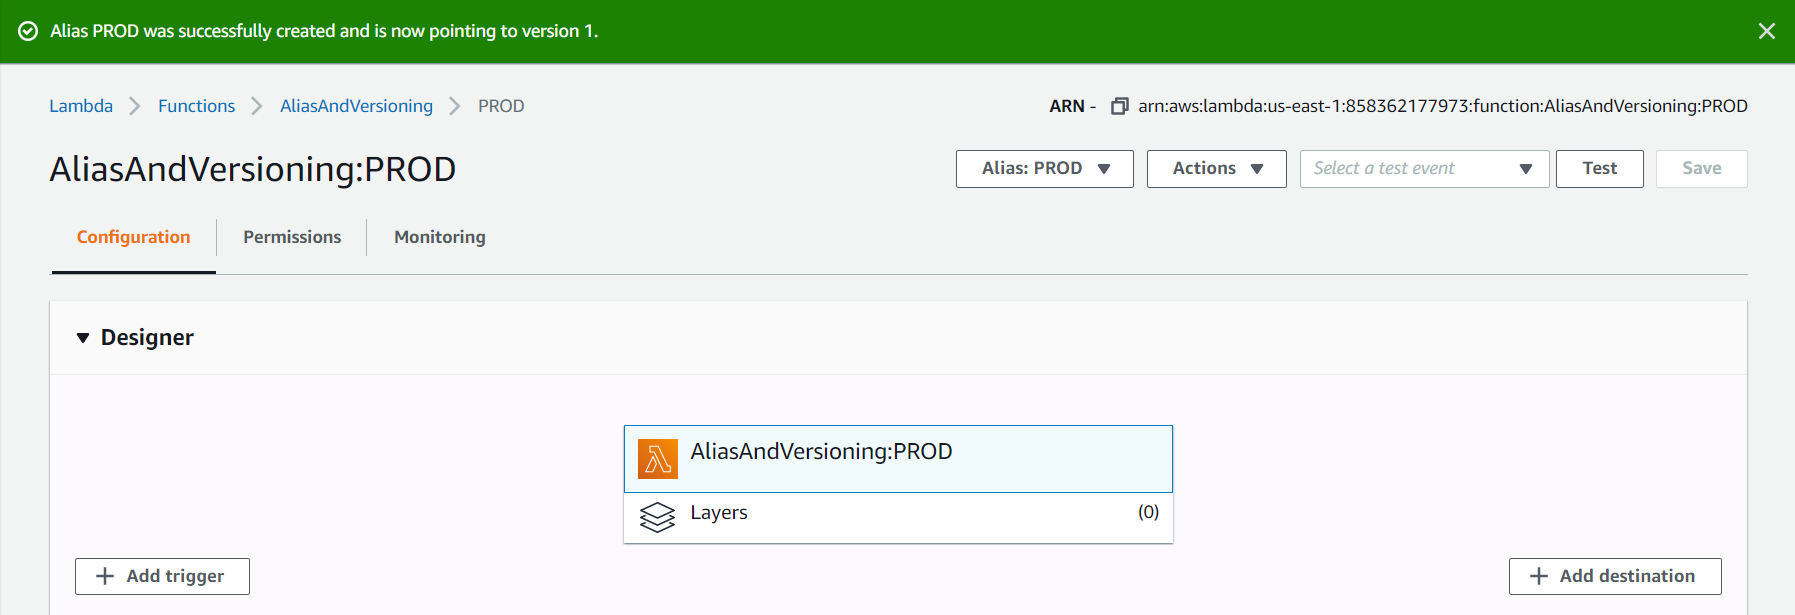 Alias PROD was successfully created and is now pointing to version 1.
Lambda Functions AliasAndVersioning PROD ARN - arn:aws:lambda:us-east-1:858362177973:function:AliasAndVersioning:PROD
AliasAndVersioning:PROD Alias: PROD Actions Select a test event Test Save
Configuration Permissions Monitoring
Designer
AliasAndVersioning:PROD
Layers (0)
+ Add trigger + Add destination